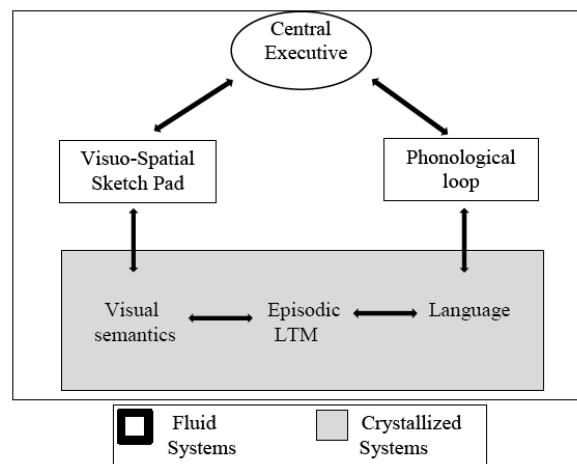 Central
Executive
Visuo-Spatial
Sketch Pad
Phonological
loop
Visual
semantics
Episodic
LTM
Language
Fluid
Systems
Crystallized
Systems